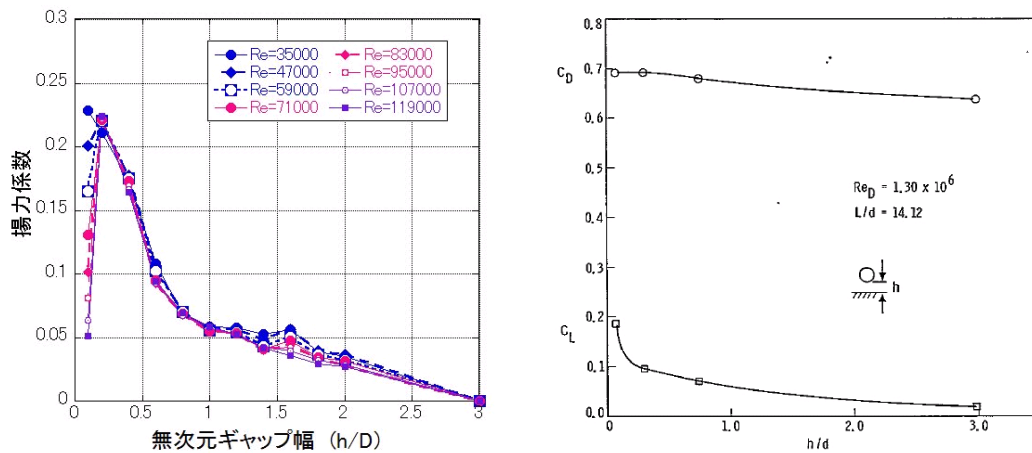 0.3
0.25
0.2
0.15
0.1
0.05
0
揚力係数
Re=35000
Re=47000
Re=59000
Re=71000
Re=83000
Re=95000
Re=107000
Re=119000
0 0.5 1 1.5 2 2.5 3
無次元ギャップ幅 (h/D)
0.8
0.7
C_D
0.6
0.5
0.4
0.3
0.2
C_L
0.1
0.0
Re_D = 1.30 x 10^6
L/d = 14.12
h
0 1.0 2.0 3.0
h/d